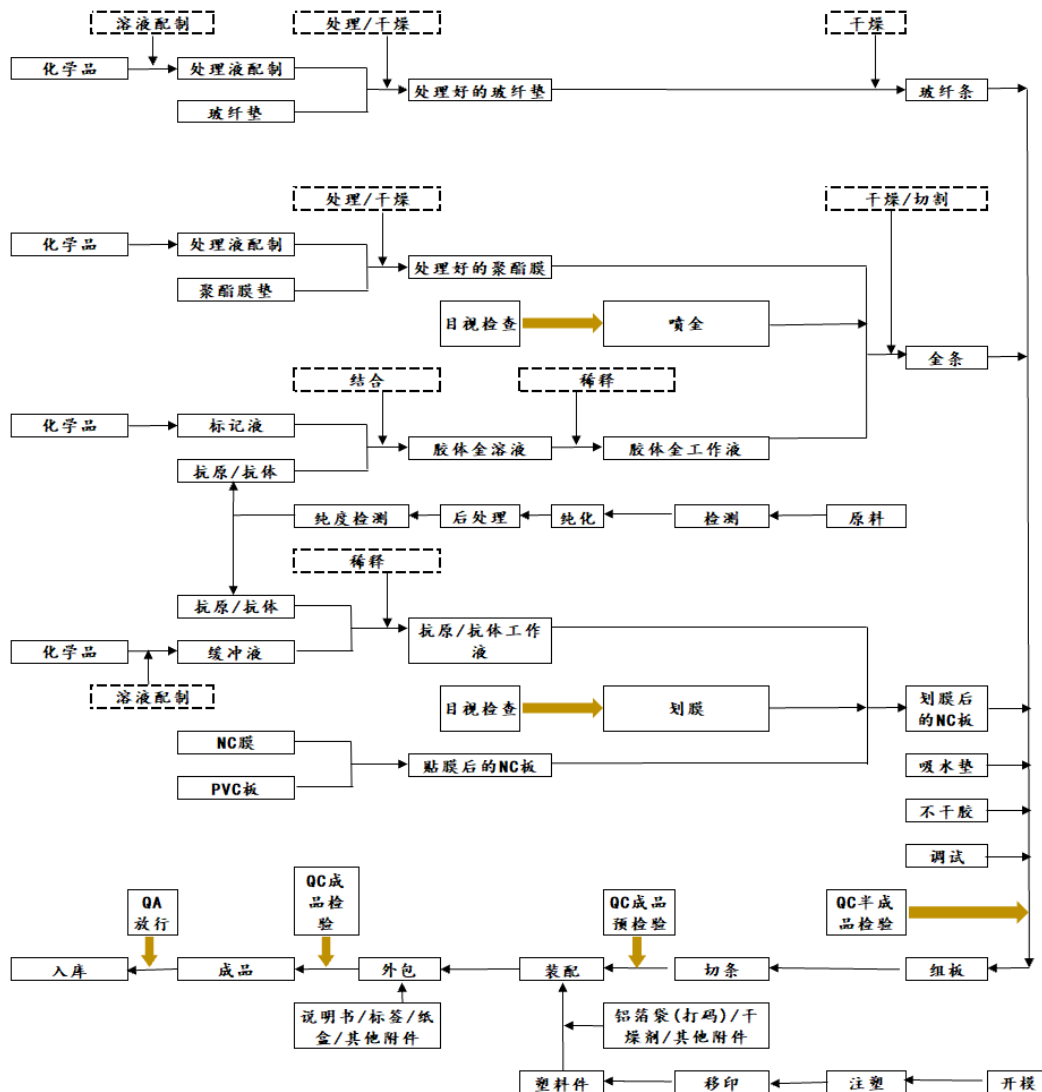 溶液配制
处理/干燥
干燥
化学品
处理液配制
玻纤垫
处理好的玻纤垫
玻纤条
处理/干燥
干燥/切割
化学品
处理液配制
聚酯膜垫
处理好的聚酯膜
目视检查
喷金
金条
结合
稀释
化学品
标记液
抗原/抗体
胶体金溶液
胶体金工作液
纯度检测
后处理
纯化
检测
原料
稀释
抗原/抗体
化学品
缓冲液
抗原/抗体工作
液
溶液配制
目视检查
划膜
划膜后
的NC板
NC膜
PVC板
贴膜后的NC板
吸水垫
不干胶
调试
QA
放行
QC成
品检
验
QC成品
预检验
QC半成
品检验
入库
成品
外包
装配
切条
组板
说明书/标签/纸
盒/其他附件
铝箔袋(打码)/干
燥剂/其他附件
塑料件
移印
注塑
开模